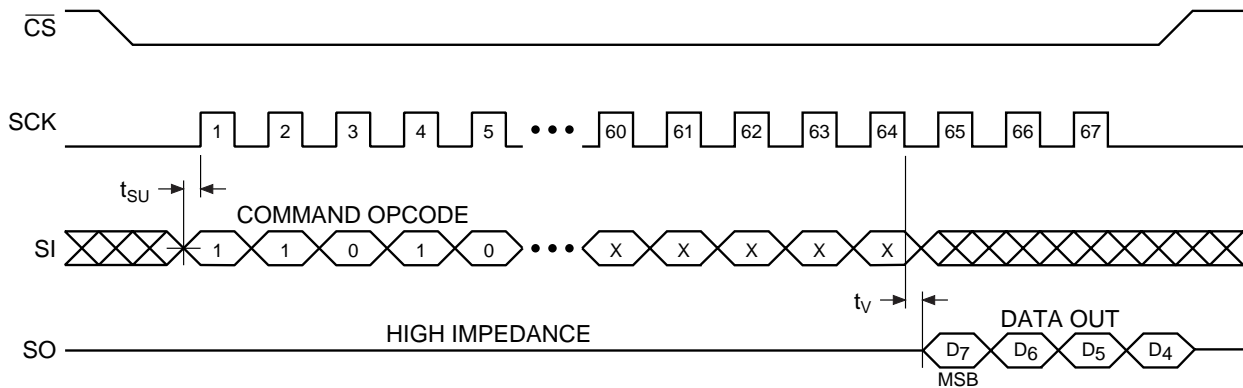 CS
SCK 1 2 3 4 5 ••• 60 61 62 63 64 65 66 67
tSU
COMMAND OPCODE
SI 1 1 0 1 0 ••• X X X X X
tV
HIGH IMPEDANCE DATA OUT
SO D7 D6 D5 D4
MSB